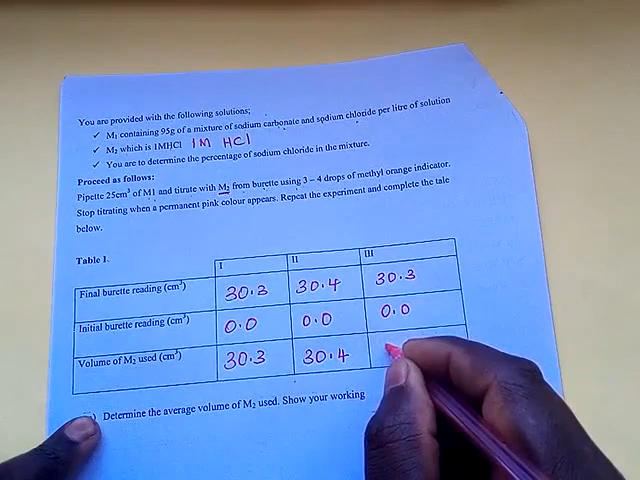 You are provided with the following solutions;
✓ M₁ containing 95g of a mixture of sodium carbonate and sodium chloride per litre of solution
✓ M₂ which is 1MHCl 1M HCl
✓ You are to determine the percentage of sodium chloride in the mixture.
Proceed as follows:
Pipette 25cm³ of M1 and titrate with M₂ from burette using 3 – 4 drops of methyl orange indicator.
Stop titrating when a permanent pink colour appears. Repeat the experiment and complete the tale
below.
Table 1.
I II III
Final burette reading (cm³) 30.3 30.4 30.3
Initial burette reading (cm³) 0.0 0.0 0.0
Volume of M₂ used (cm³) 30.3 30.4
Determine the average volume of M₂ used. Show your working